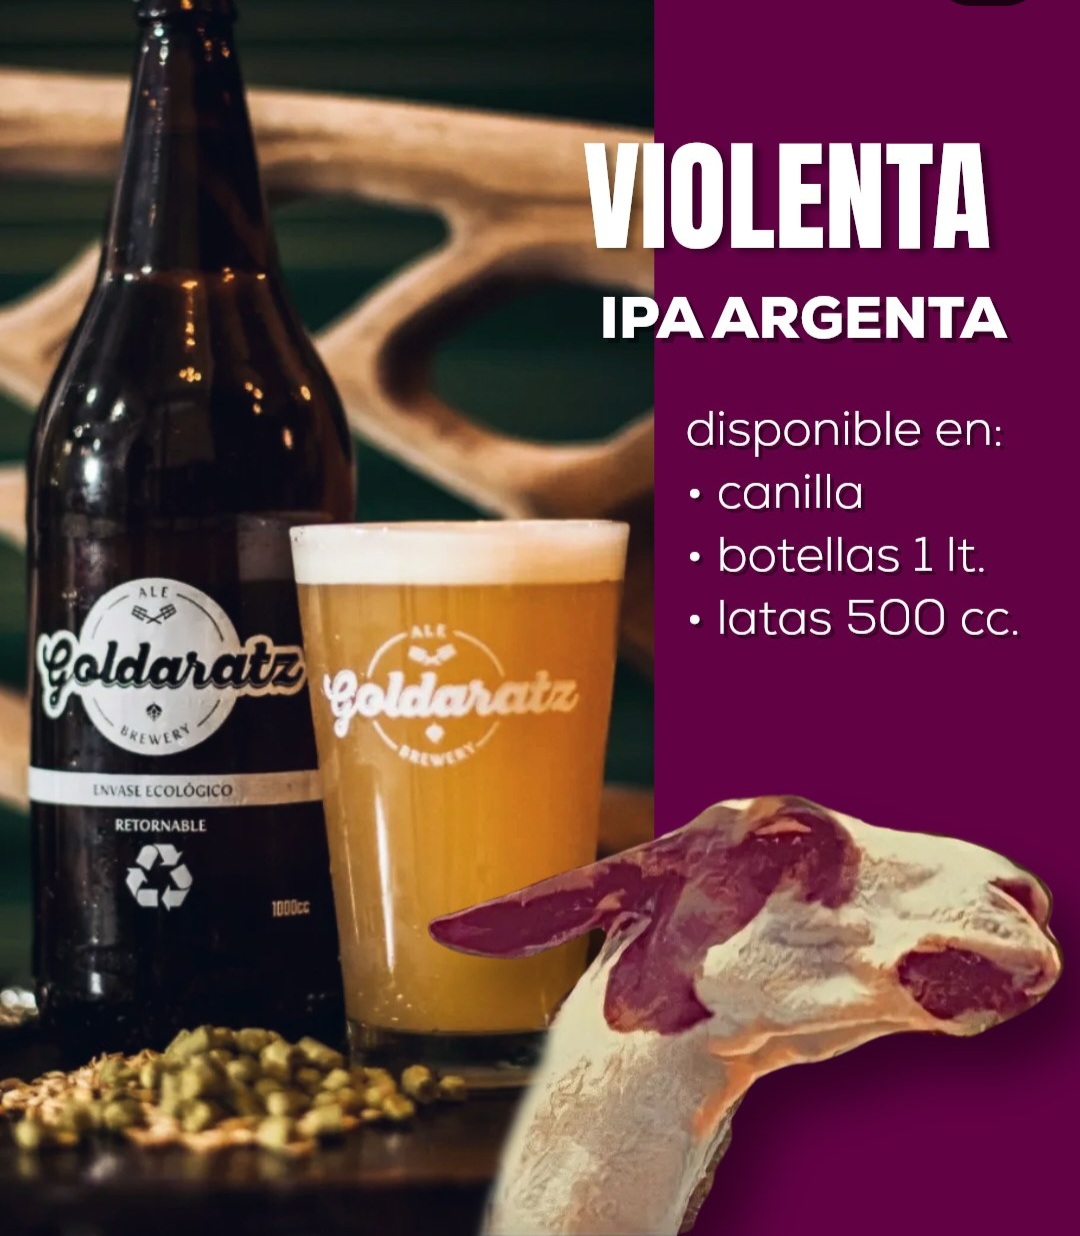 VIOLENTA
IPA ARGENTA
disponible en:
• canilla
• botellas 1 lt.
• latas 500 cc.
ALE
Goldaratz
BREWERY
ENVASE ECOLÓGICO
RETORNABLE
1000cc
ALE
Goldaratz
BREWERY